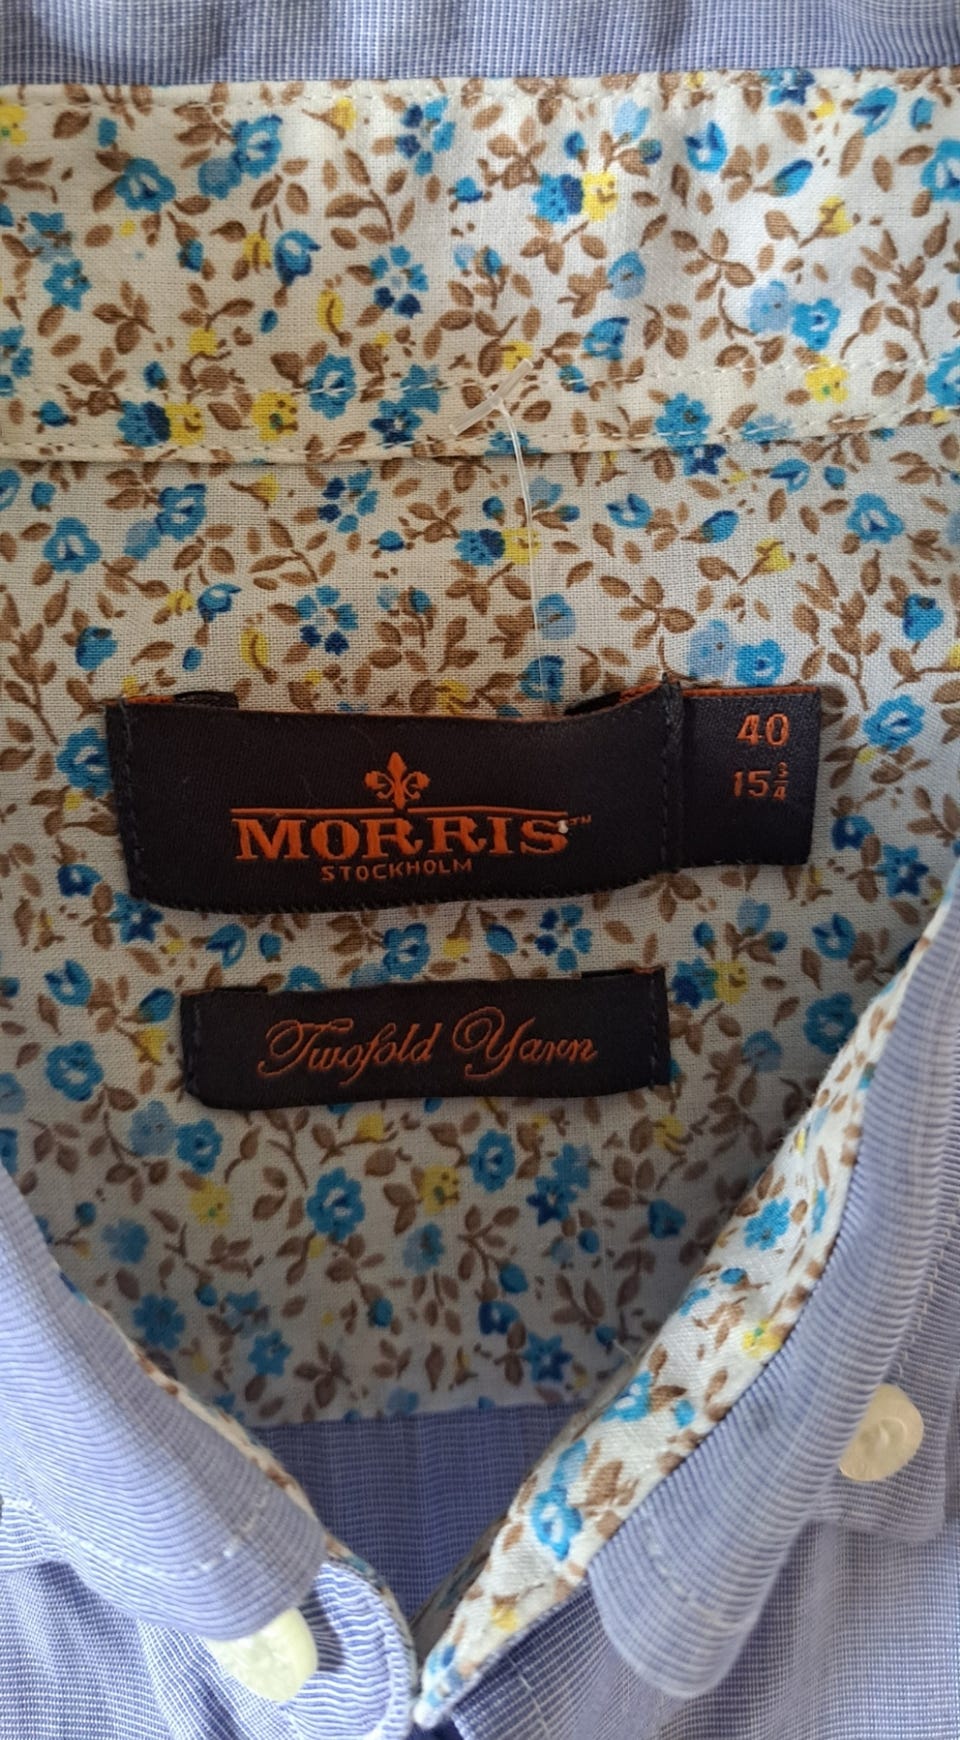 MORRIS™
STOCKHOLM
40
15¾
Twofold Yarn